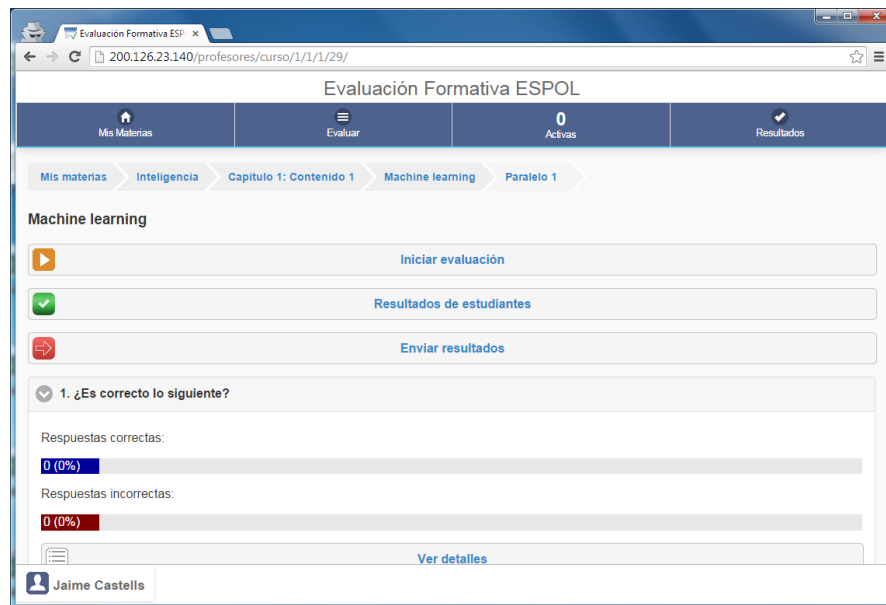 Evaluación Formativa ESP
200.126.23.140/profesores/curso/1/1/1/29/
Evaluación Formativa ESPOL
Mis Materias
Evaluar
0
Activas
Resultados
Mis materias Inteligencia Capítulo 1: Contenido 1 Machine learning Paralelo 1
Machine learning
Iniciar evaluación
Resultados de estudiantes
Enviar resultados
1. ¿Es correcto lo siguiente?
Respuestas correctas:
0 (0%)
Respuestas incorrectas:
0 (0%)
Ver detalles
Jaime Castells